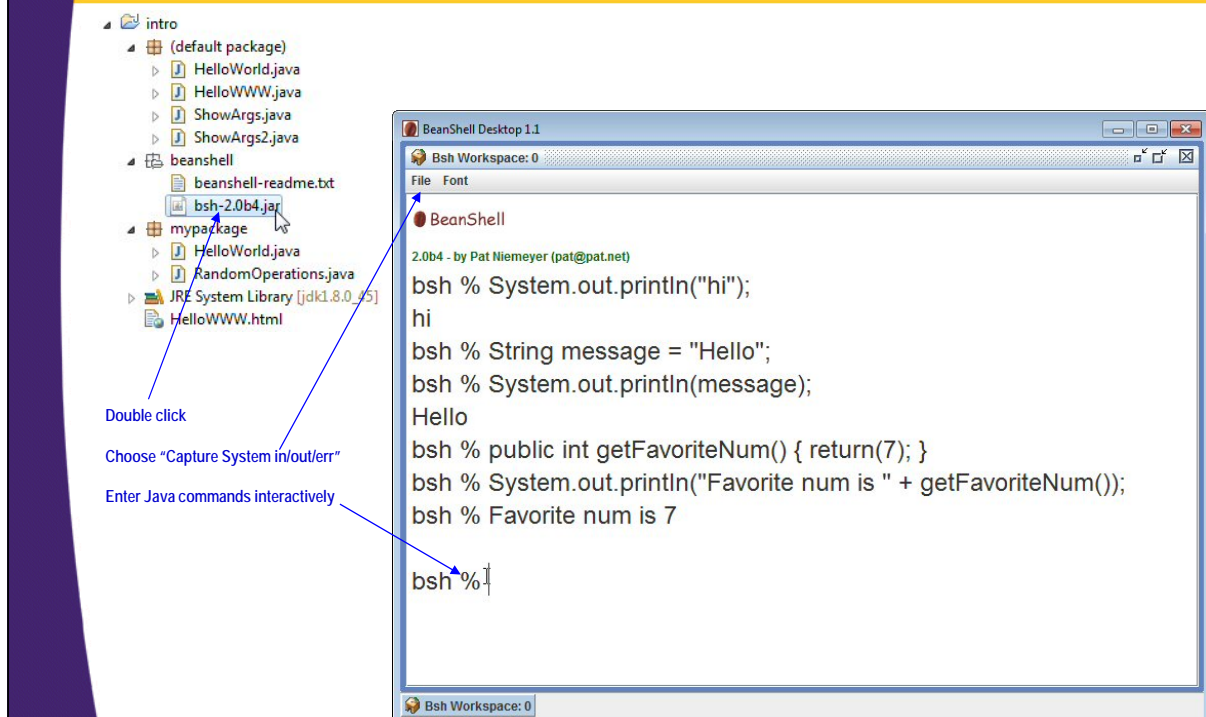 intro
(default package)
HelloWorld.java
HelloWWW.java
ShowArgs.java
ShowArgs2.java
beanshell
beanshell-readme.txt
bsh-2.0b4.jar
mypackage
HelloWorld.java
RandomOperations.java
JRE System Library [jdk1.8.0_45]
HelloWWW.html
Double click
Choose “Capture System in/out/err”
Enter Java commands interactively
BeanShell Desktop 1.1
Bsh Workspace: 0
File Font
BeanShell
2.0b4 - by Pat Niemeyer (pat@pat.net)
bsh % System.out.println("hi");
hi
bsh % String message = "Hello";
bsh % System.out.println(message);
Hello
bsh % public int getFavoriteNum() { return(7); }
bsh % System.out.println("Favorite num is " + getFavoriteNum());
bsh % Favorite num is 7
bsh %
Bsh Workspace: 0